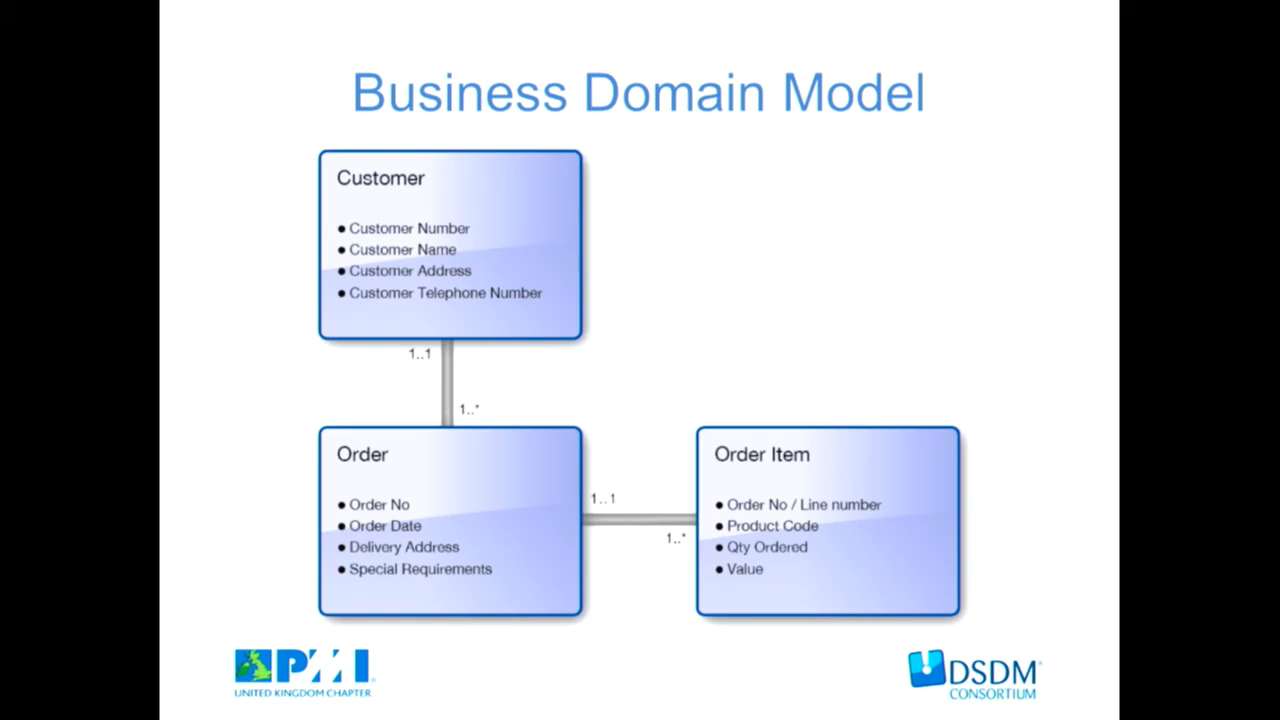 Business Domain Model
Customer
● Customer Number
● Customer Name
● Customer Address
● Customer Telephone Number
1..1
1..*
Order
● Order No
● Order Date
● Delivery Address
● Special Requirements
1..1
1..*
Order Item
● Order No / Line number
● Product Code
● Qty Ordered
● Value
PMI
UNITED KINGDOM CHAPTER
DSDM
CONSORTIUM